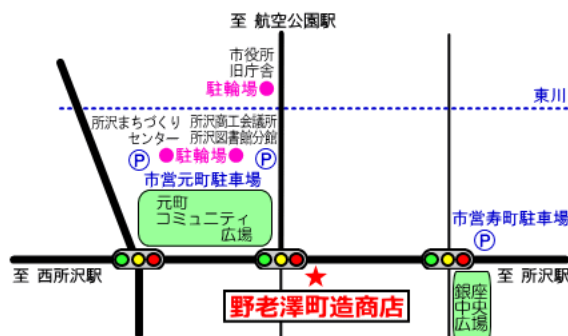 至 航空公園駅
市役所
旧庁舎
駐輪場
東川
所沢まちづくり
センター
所沢商工会議所
所沢図書館分館
P
駐輪場
P
市営元町駐車場
元町
コミュニティ
広場
市営寿町駐車場
P
至 西所沢駅
至 所沢駅
野老澤町造商店
銀座
中央
広場